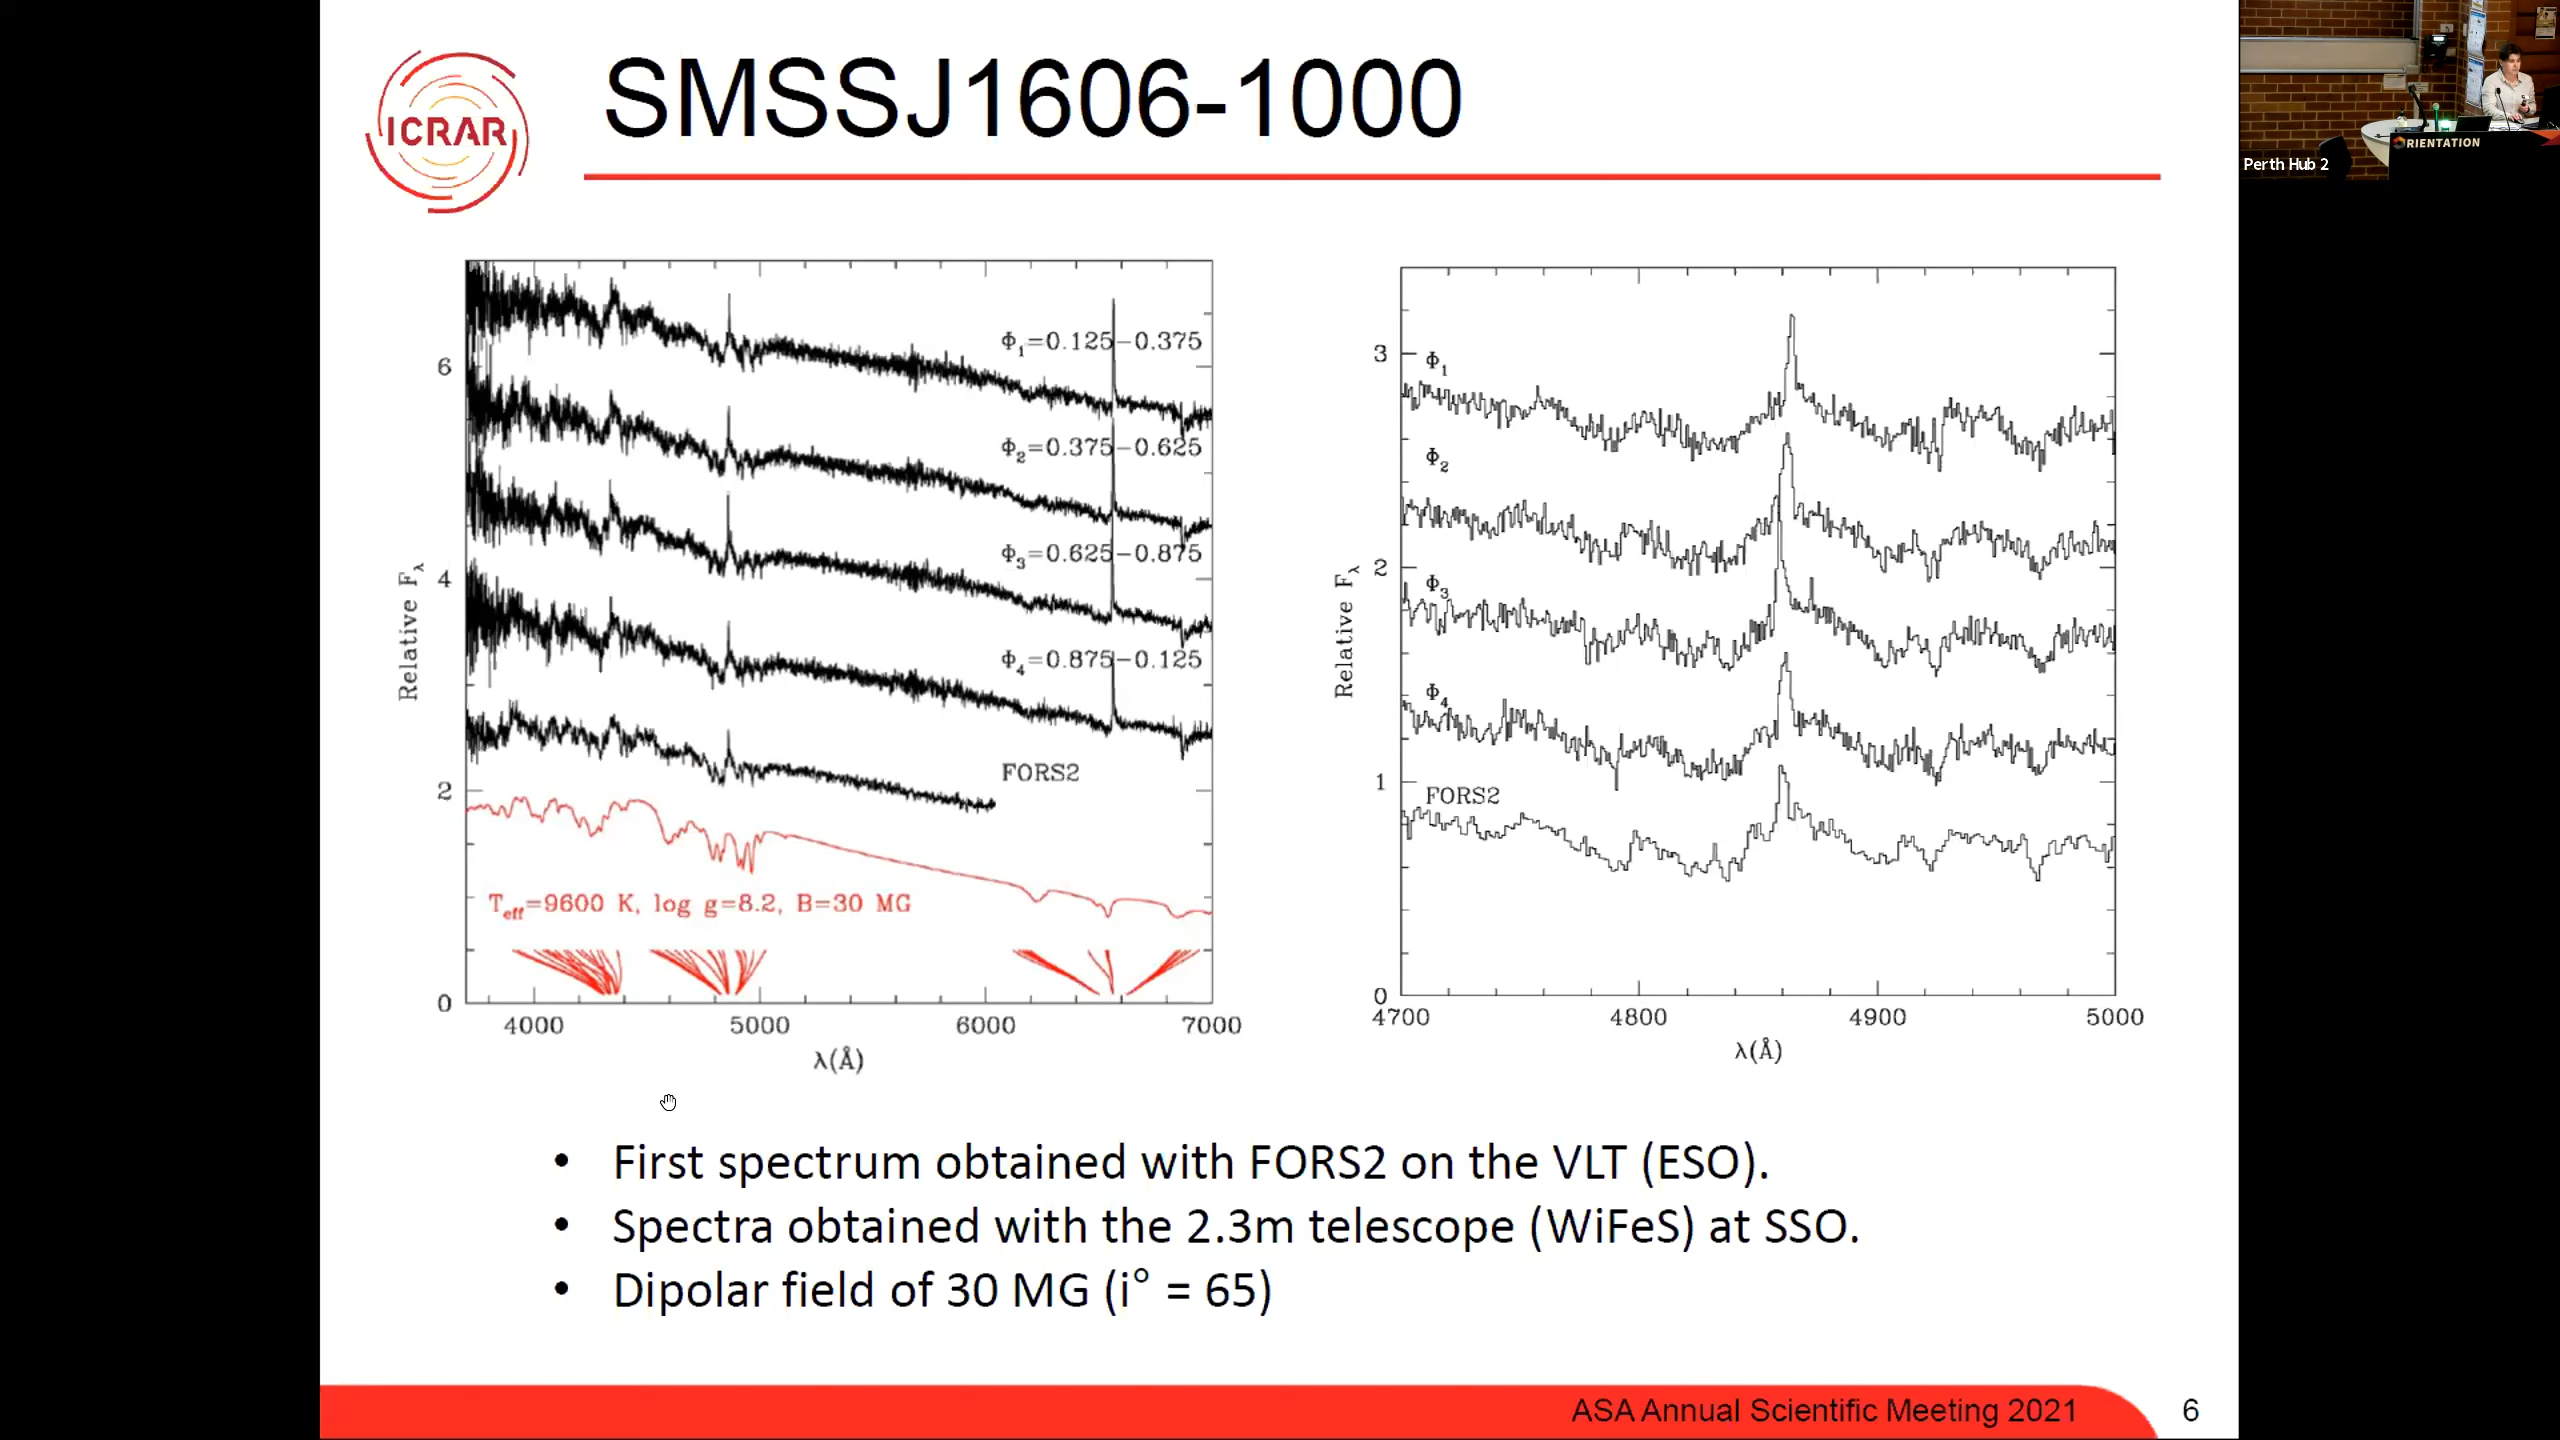 ICRAR
SMSSJ1606-1000
Perth Hub 2
RIENTATION
Φ1=0.125−0.375
Φ2=0.375−0.625
Φ3=0.625−0.875
Φ4=0.875−0.125
FORS2
Teff=9600 K, log g=8.2, B=30 MG
Relative Fλ
6
4
2
0
4000 5000 6000 7000
λ(Å)
Φ1
Φ2
Φ3
Φ4
FORS2
Relative Fλ
3
2
1
0
4700 4800 4900 5000
λ(Å)
• First spectrum obtained with FORS2 on the VLT (ESO).
• Spectra obtained with the 2.3m telescope (WiFeS) at SSO.
• Dipolar field of 30 MG (i° = 65)
ASA Annual Scientific Meeting 2021
6